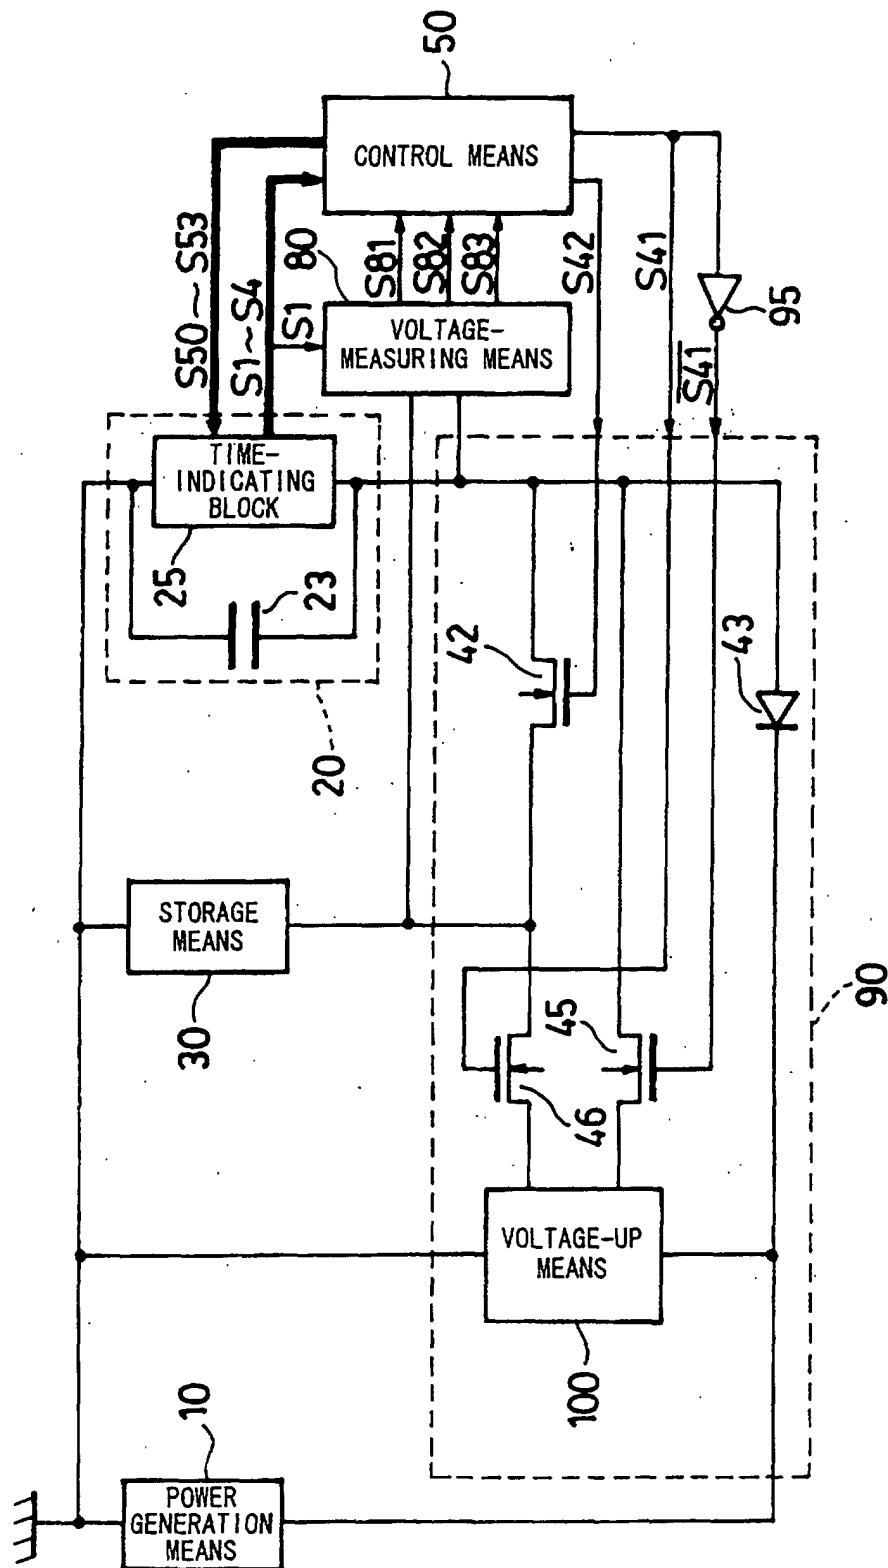 50
CONTROL MEANS
S50~S53
S1~S4
80
S1
S81
S82
S83
S42
S41
95
S̅4̅1̅
VOLTAGE-
MEASURING MEANS
TIME-
INDICATING
BLOCK
25
23
20
42
43
STORAGE
MEANS
30
45
46
90
VOLTAGE-UP
MEANS
100
10
POWER
GENERATION
MEANS